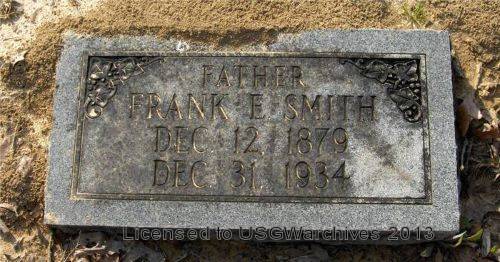 FATHER
FRANK E. SMITH
DEC. 12, 1879
DEC. 31, 1934
Licensed to USGWarchives 2013